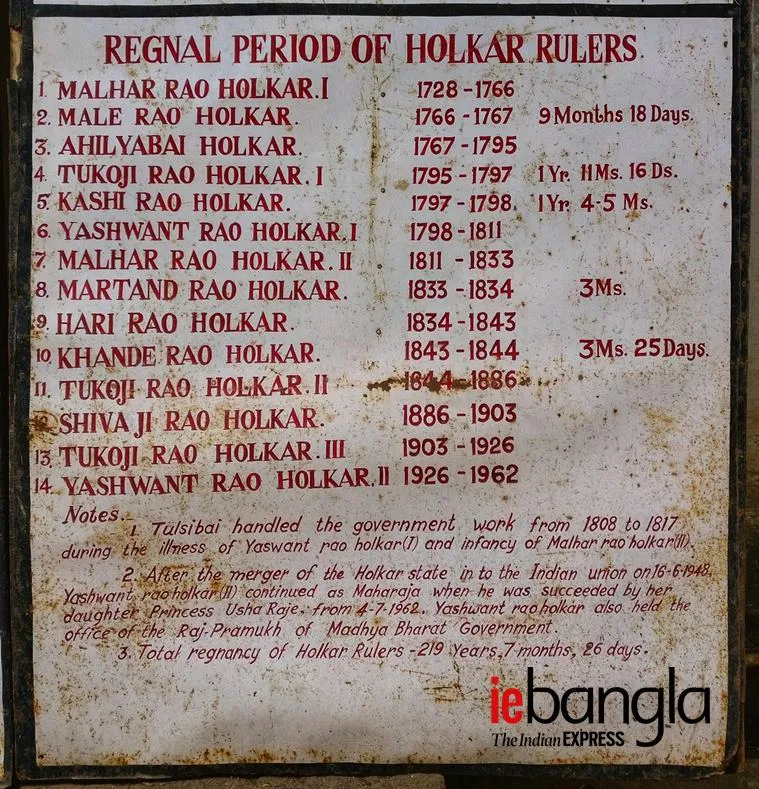 REGNAL PERIOD OF HOLKAR RULERS
1. MALHAR RAO HOLKAR.I 1728 - 1766
2. MALE RAO HOLKAR. 1766 - 1767 9 Months 18 Days.
3. AHILYABAI HOLKAR. 1767 - 1795
4. TUKOJI RAO HOLKAR. I 1795 - 1797 1 Yr. 11 Ms. 16 Ds.
5. KASHI RAO HOLKAR. 1797 - 1798. 1 Yr. 4-5 Ms.
6. YASHWANT RAO HOLKAR.I 1798 - 1811
7. MALHAR RAO HOLKAR. II 1811 - 1833
8. MARTAND RAO HOLKAR. 1833 - 1834 3 Ms.
9. HARI RAO HOLKAR. 1834 - 1843
10. KHANDE RAO HOLKAR. 1843 - 1844 3 Ms. 25 Days.
11. TUKOJI RAO HOLKAR. II 1844 - 1886
12. SHIVAJI RAO HOLKAR. 1886 - 1903
13. TUKOJI RAO HOLKAR. III 1903 - 1926
14. YASHWANT RAO HOLKAR. II 1926 - 1962
Notes.
1. Tulsibai handled the government work from 1808 to 1817
during the illness of Yaswant rao holkar(I) and infancy of Malhar rao holkar(II).
2. After the merger of the Holkar state in to the Indian union on 16-6-1948,
Yashwant rao holkar (II) continued as Maharaja when he was succeeded by her
daughter Princess Usha Raje. from 4-7-1962. Yashwant rao holkar also held the
office of the Raj-Pramukh of Madhya Bharat Government.
3. Total regnancy of Holkar Rulers - 219 Years, 7 months, 26 days.
iebangla
The Indian EXPRESS